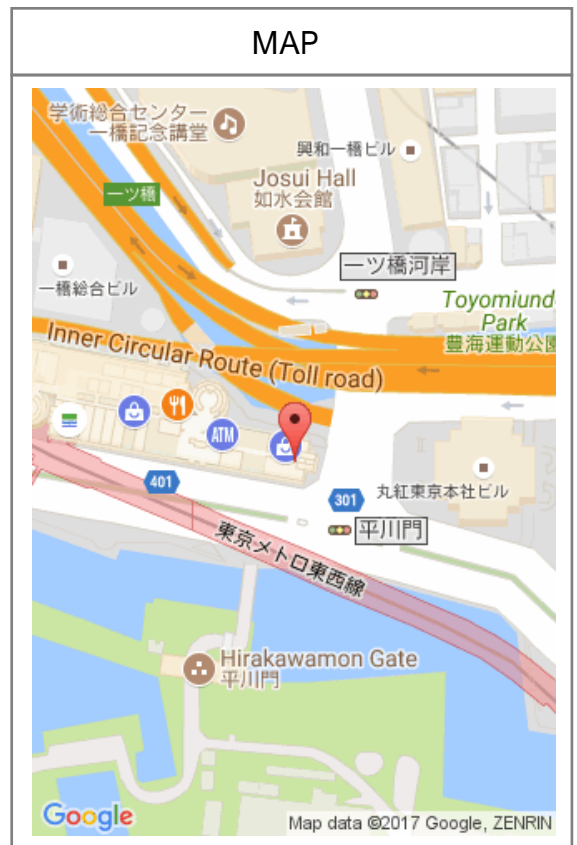 MAP
学術総合センター
一橋記念講堂
興和一橋ビル
Josui Hall
如水会館
一ツ橋
一ツ橋河岸
一橋総合ビル
Toyomiund
Park
豊海運動公園
Inner Circular Route (Toll road)
ATM
401
301
丸紅東京本社ビル
平川門
東京メトロ東西線
Hirakawamon Gate
平川門
Google
Map data ©2017 Google, ZENRIN